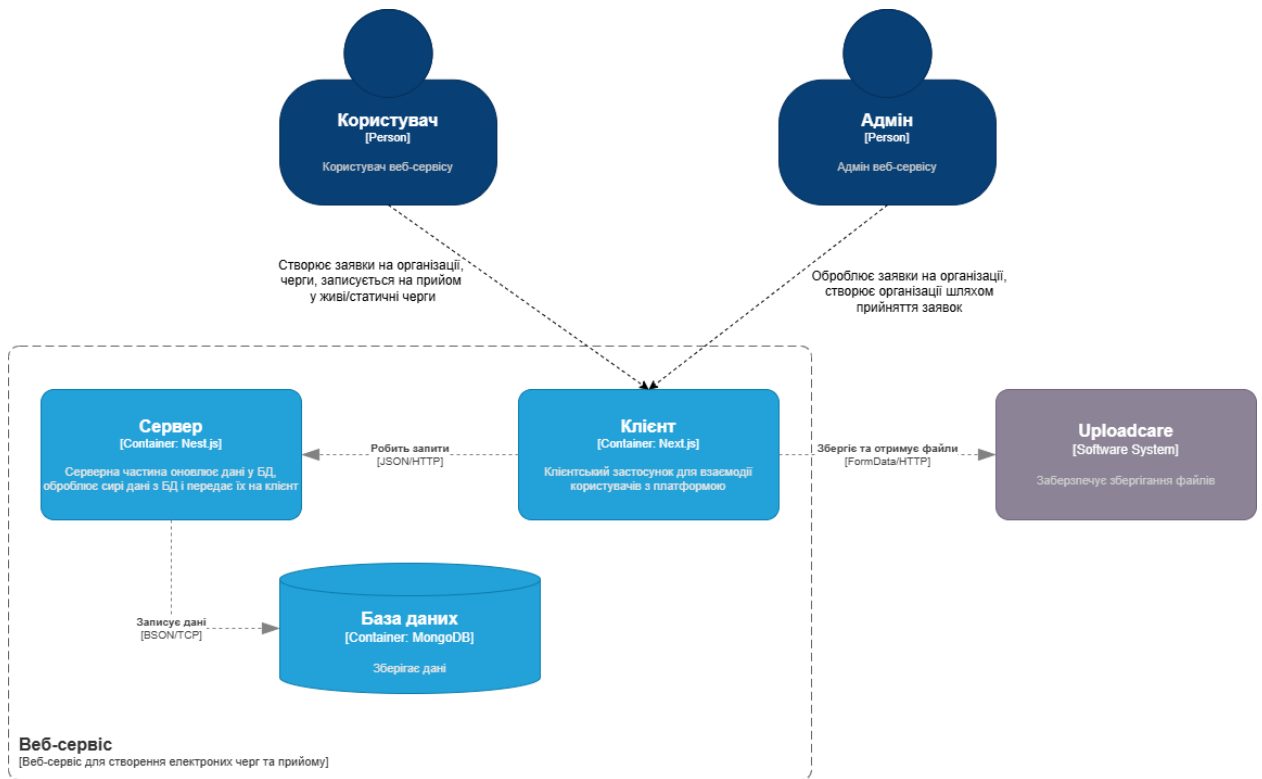 Користувач
[Person]
Користувач веб-сервісу
Адмін
[Person]
Адмін веб-сервісу
Створює заявки на організації,
черги, записується на прийом
у живі/статичні черги
Оброблює заявки на організації,
створює організації шляхом
прийняття заявок
Сервер
[Container: Nest.js]
Серверна частина оновлює дані у БД,
оброблює сирі дані з БД і передає їх на клієнт
Робить запити
[JSON/HTTP]
Клієнт
[Container: Next.js]
Клієнтський застосунок для взаємодії
користувачів з платформою
Зберігіє та отримує файли
[FormData/HTTP]
Uploadcare
[Software System]
Заберзпечує зберігання файлів
Записує дані
[BSON/TCP]
База даних
[Container: MongoDB]
Зберігає дані
Веб-сервіс
[Веб-сервіс для створення електроних черг та прийому]